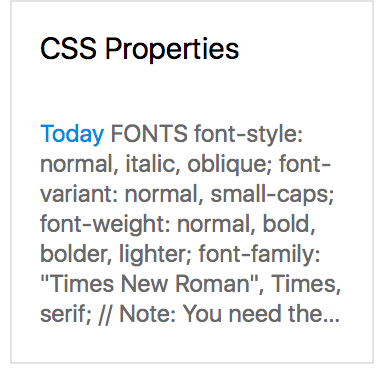 CSS Properties
Today FONTS font-style:
normal, italic, oblique; font-
variant: normal, small-caps;
font-weight: normal, bold,
bolder, lighter; font-family:
"Times New Roman", Times,
serif; // Note: You need the...